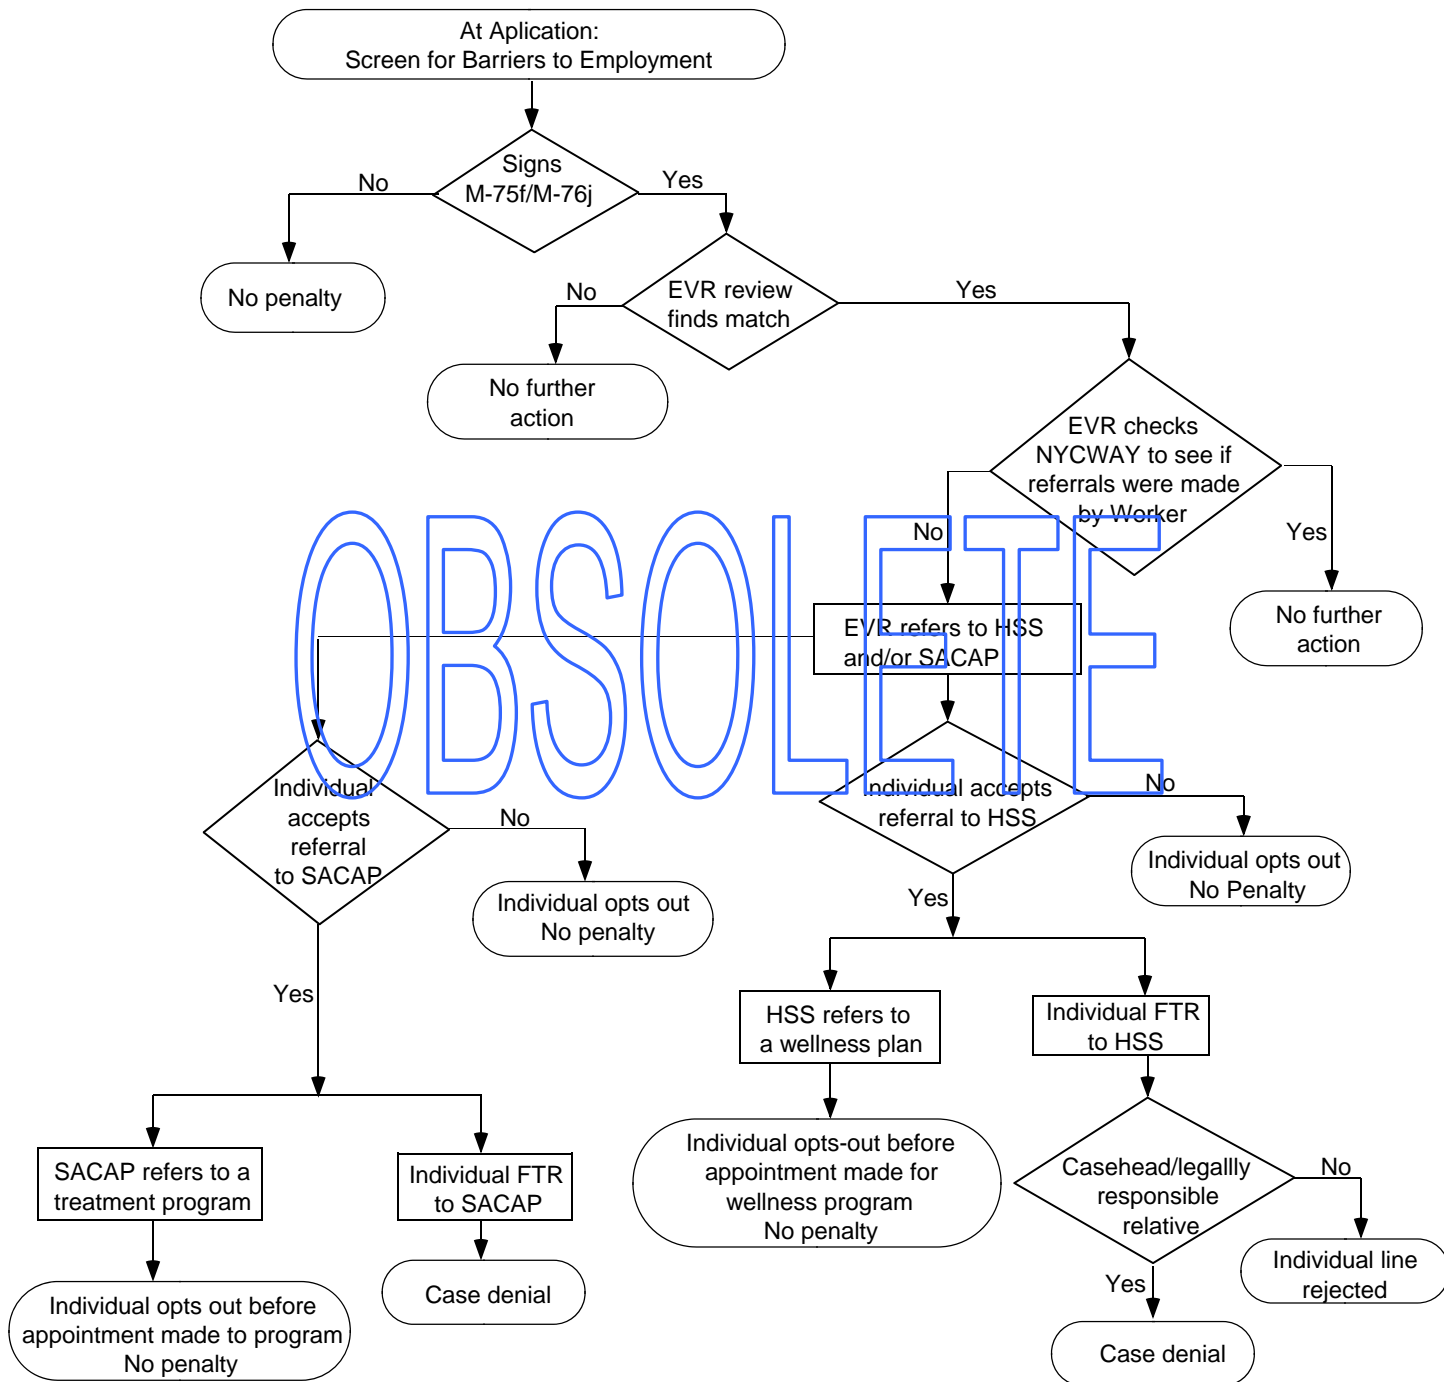 At Aplication:
Screen for Barriers to Employment
Signs
M-75f/M-76j
No
Yes
No penalty
EVR review
finds match
No
Yes
No further
action
EVR checks
NYCWAY to see if
referrals were made
by Worker
No
Yes
No further
action
OBSOLETE
EVR refers to HSS
and/or SACAP
Individual
accepts
referral
to SACAP
No
Individual opts out
No penalty
Individual accepts
referral to HSS
No
Individual opts out
No Penalty
Yes
Yes
HSS refers to
a wellness plan
Individual FTR
to HSS
Individual opts-out before
appointment made for
wellness program
No penalty
Casehead/legallly
responsible
relative
No
Individual line
rejected
Yes
Case denial
SACAP refers to a
treatment program
Individual FTR
to SACAP
Individual opts out before
appointment made to program
No penalty
Case denial